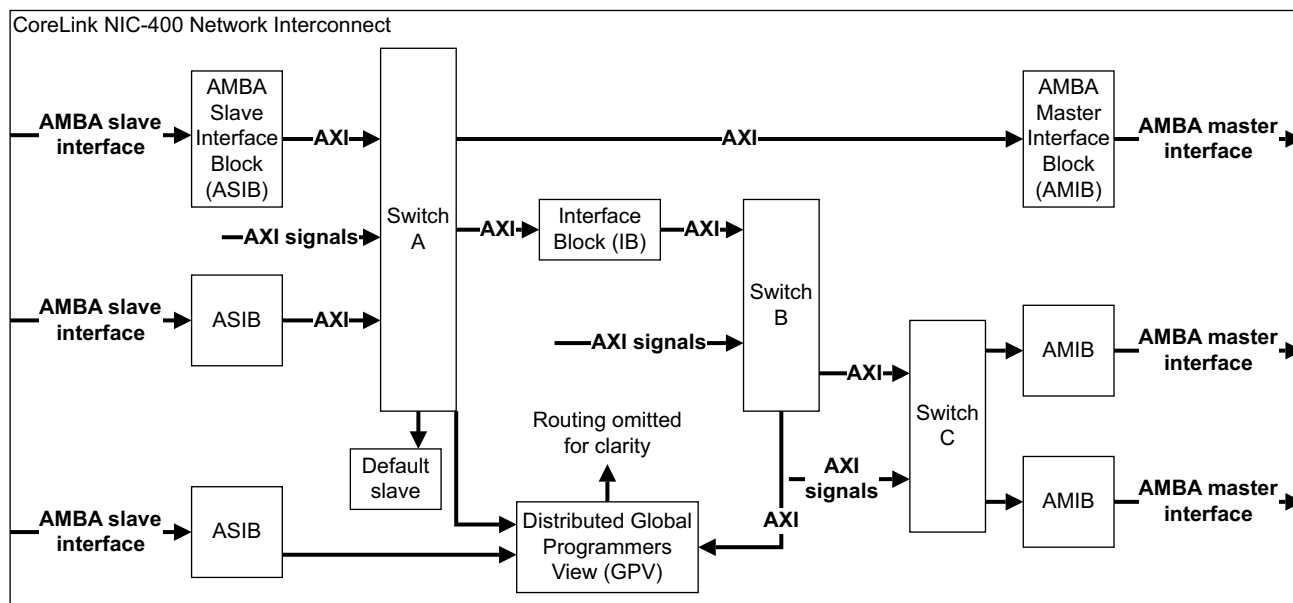 CoreLink NIC-400 Network Interconnect
AMBA slave
interface
AMBA
Slave
Interface
Block
(ASIB)
AXI
Switch
A
AXI
AMBA
Master
Interface
Block
(AMIB)
AMBA master
interface
AXI signals
AXI
Interface
Block (IB)
AXI
Switch
B
AMBA slave
interface
ASIB
AXI
AXI signals
AXI
Switch
C
AMIB
AMBA master
interface
Default
slave
Routing omitted
for clarity
AXI
signals
AMIB
AMBA master
interface
AMBA slave
interface
ASIB
Distributed Global
Programmers
View (GPV)
AXI